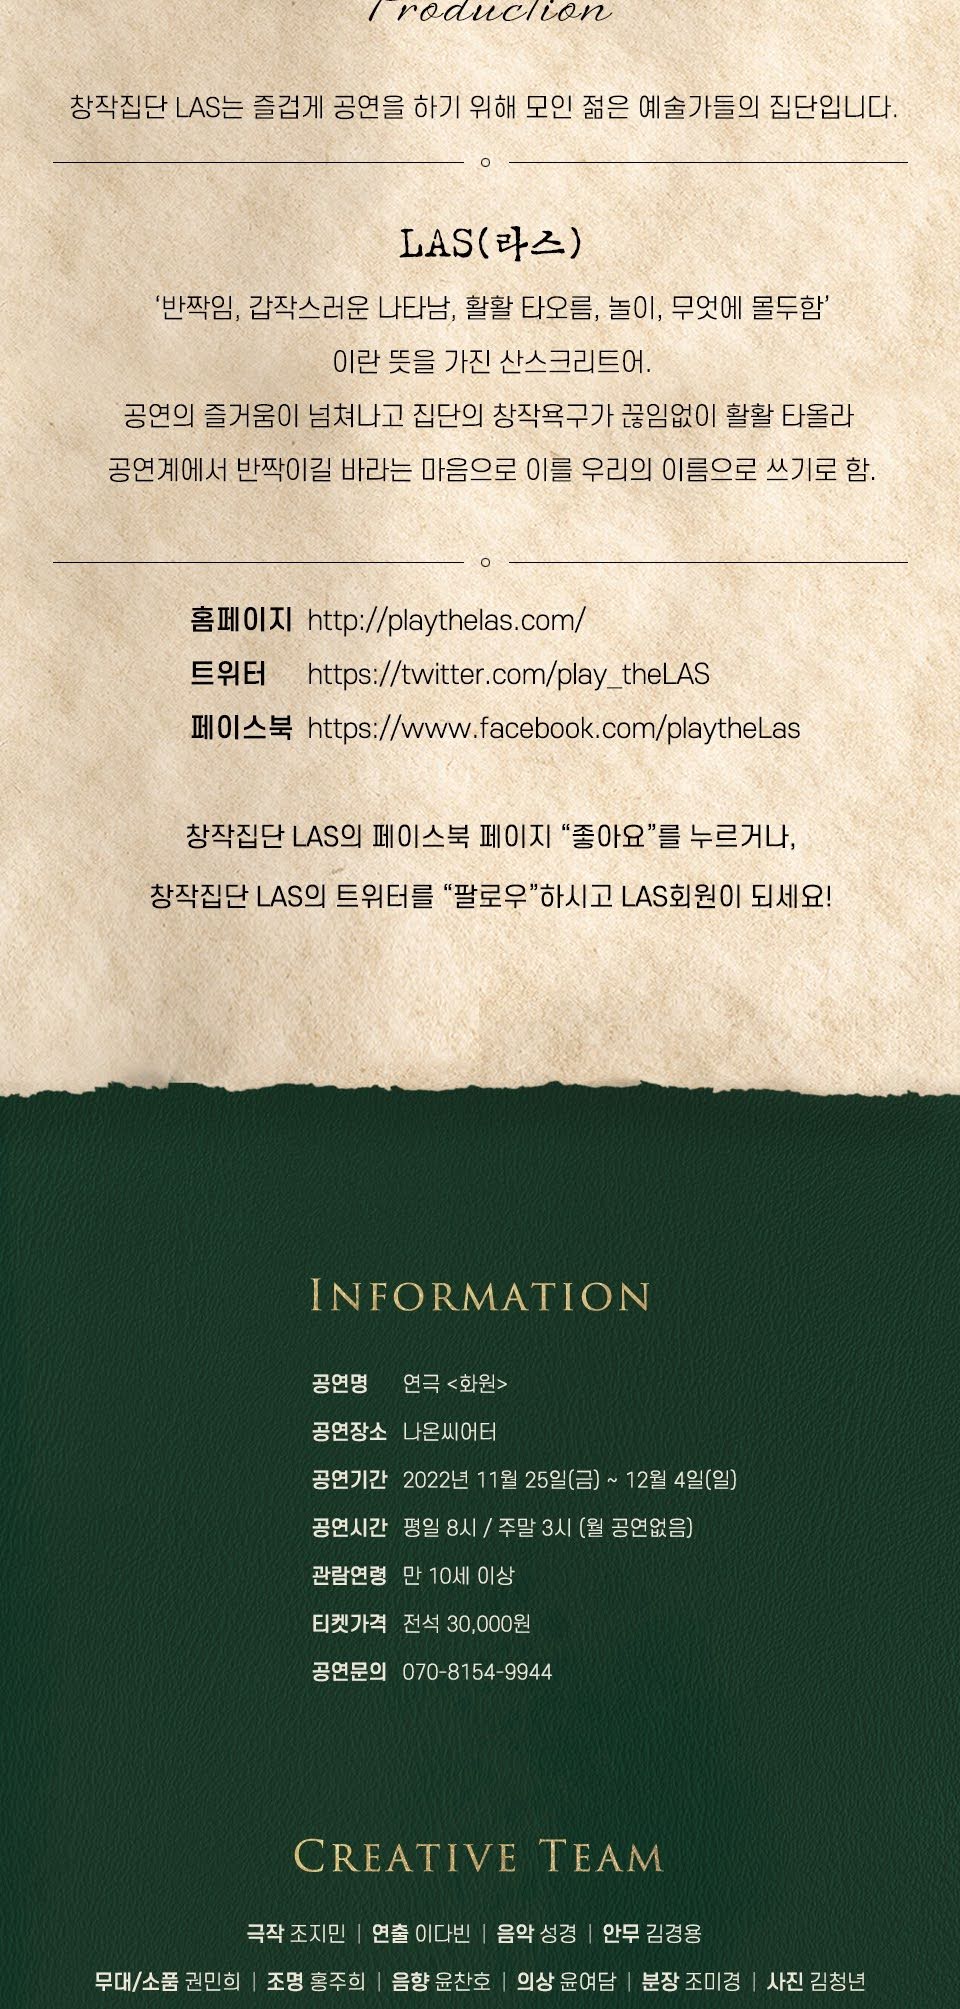 Production
창작집단 LAS는 즐겁게 공연을 하기 위해 모인 젊은 예술가들의 집단입니다.
LAS(라스)
‘반짝임, 갑작스러운 나타남, 활활 타오름, 놀이, 무엇에 몰두함’
이란 뜻을 가진 산스크리트어.
공연의 즐거움이 넘쳐나고 집단의 창작욕구가 끊임없이 활활 타올라
공연계에서 반짝이길 바라는 마음으로 이를 우리의 이름으로 쓰기로 함.
홈페이지 http://playthelas.com/
트위터 https://twitter.com/play_theLAS
페이스북 https://www.facebook.com/playtheLas
창작집단 LAS의 페이스북 페이지 “좋아요”를 누르거나,
창작집단 LAS의 트위터를 “팔로우”하시고 LAS회원이 되세요!
INFORMATION
공연명 연극 <화원>
공연장소 나온씨어터
공연기간 2022년 11월 25일(금) ~ 12월 4일(일)
공연시간 평일 8시 / 주말 3시 (월 공연없음)
관람연령 만 10세 이상
티켓가격 전석 30,000원
공연문의 070-8154-9944
CREATIVE TEAM
극작 조지민 | 연출 이다빈 | 음악 성경 | 안무 김경용
무대/소품 권민희 | 조명 홍주희 | 음향 윤찬호 | 의상 윤여담 | 분장 조미경 | 사진 김청년